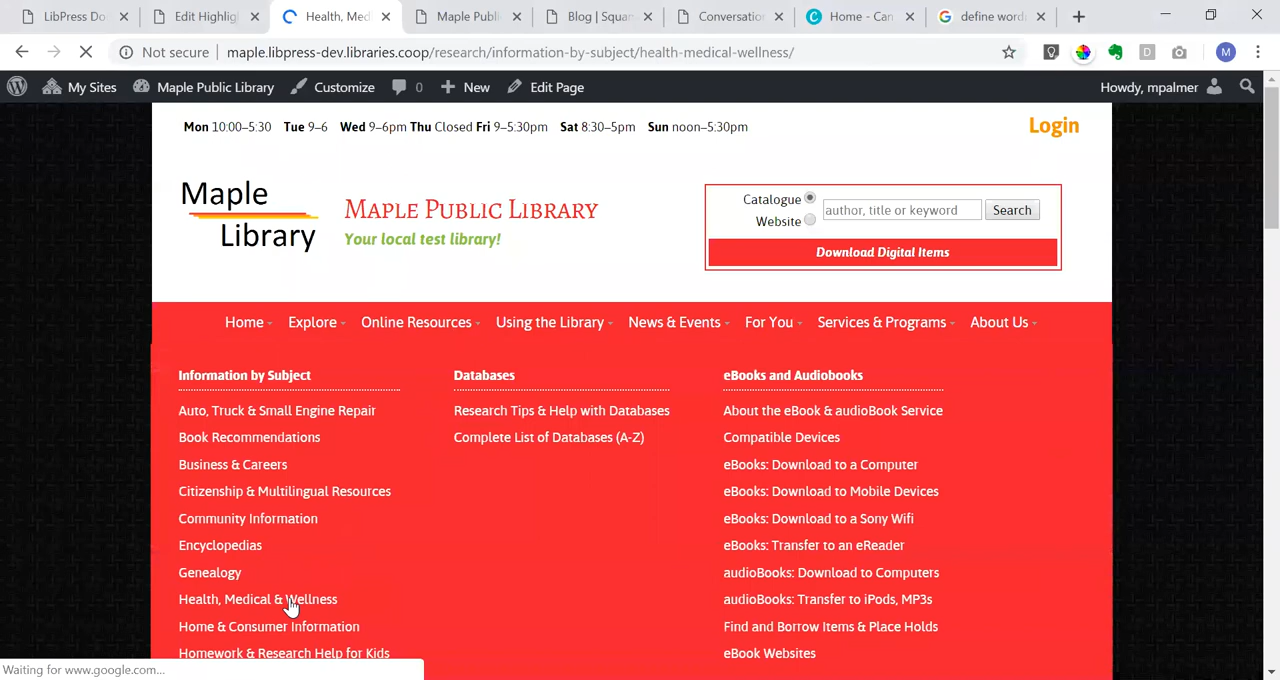 LibPress Do
Edit Highlig
Health, Med
Maple Publi
Blog | Squa
Conversatio
Home - Can
define word
Not secure | maple.libpress-dev.libraries.coop/research/information-by-subject/health-medical-wellness/
My Sites Maple Public Library Customize 0 New Edit Page Howdy, mpalmer
Mon 10:00–5:30 Tue 9–6 Wed 9–6pm Thu Closed Fri 9–5:30pm Sat 8:30–5pm Sun noon–5:30pm
Login
Maple
Library
Maple Public Library
Your local test library!
Catalogue
Website
author, title or keyword
Search
Download Digital Items
Home Explore Online Resources Using the Library News & Events For You Services & Programs About Us
Information by Subject
Auto, Truck & Small Engine Repair
Book Recommendations
Business & Careers
Citizenship & Multilingual Resources
Community Information
Encyclopedias
Genealogy
Health, Medical & Wellness
Home & Consumer Information
Homework & Research Help for Kids
Databases
Research Tips & Help with Databases
Complete List of Databases (A-Z)
eBooks and Audiobooks
About the eBook & audioBook Service
Compatible Devices
eBooks: Download to a Computer
eBooks: Download to Mobile Devices
eBooks: Download to a Sony Wifi
eBooks: Transfer to an eReader
audioBooks: Download to Computers
audioBooks: Transfer to iPods, MP3s
Find and Borrow Items & Place Holds
eBook Websites
Waiting for www.google.com...